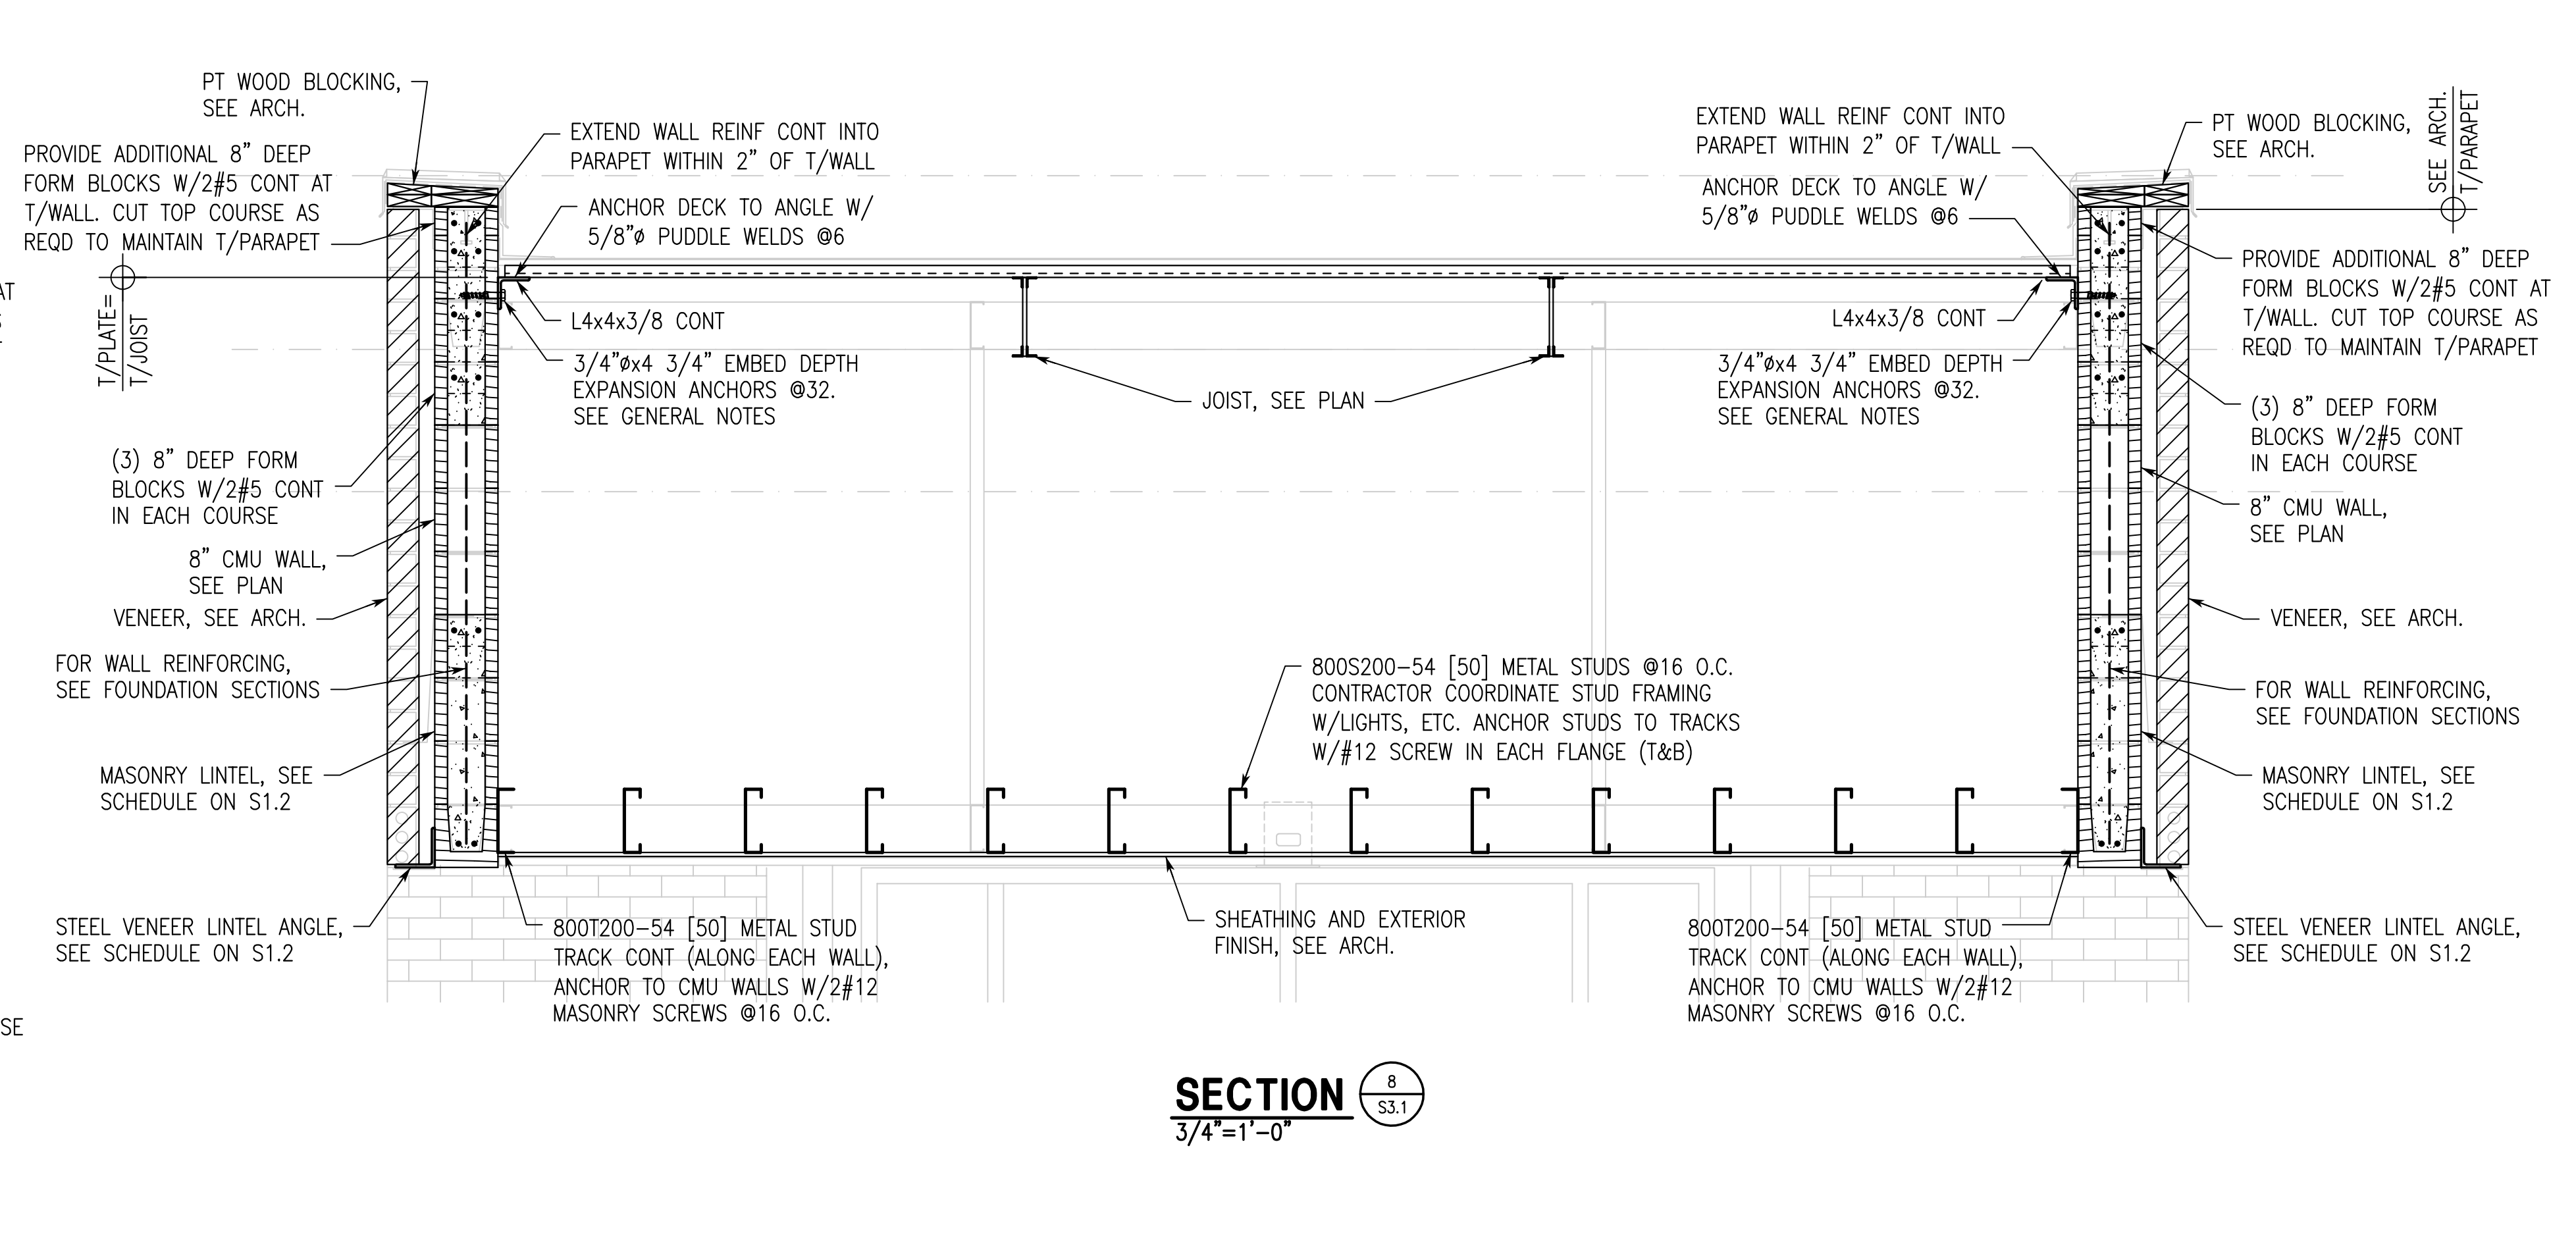 PT WOOD BLOCKING,
SEE ARCH.
PROVIDE ADDITIONAL 8" DEEP
FORM BLOCKS W/2#5 CONT AT
T/WALL. CUT TOP COURSE AS
REQD TO MAINTAIN T/PARAPET
EXTEND WALL REINF CONT INTO
PARAPET WITHIN 2" OF T/WALL
ANCHOR DECK TO ANGLE W/
5/8"ø PUDDLE WELDS @6
T/PLATE=
T/JOIST
L4x4x3/8 CONT
3/4"øx4 3/4" EMBED DEPTH
EXPANSION ANCHORS @32.
SEE GENERAL NOTES
(3) 8" DEEP FORM
BLOCKS W/2#5 CONT
IN EACH COURSE
8" CMU WALL,
SEE PLAN
VENEER, SEE ARCH.
FOR WALL REINFORCING,
SEE FOUNDATION SECTIONS
MASONRY LINTEL, SEE
SCHEDULE ON S1.2
STEEL VENEER LINTEL ANGLE,
SEE SCHEDULE ON S1.2
800T200-54 [50] METAL STUD
TRACK CONT (ALONG EACH WALL),
ANCHOR TO CMU WALLS W/2#12
MASONRY SCREWS @16 O.C.
JOIST, SEE PLAN
800S200-54 [50] METAL STUDS @16 O.C.
CONTRACTOR COORDINATE STUD FRAMING
W/LIGHTS, ETC. ANCHOR STUDS TO TRACKS
W/#12 SCREW IN EACH FLANGE (T&B)
SHEATHING AND EXTERIOR
FINISH, SEE ARCH.
EXTEND WALL REINF CONT INTO
PARAPET WITHIN 2" OF T/WALL
ANCHOR DECK TO ANGLE W/
5/8"ø PUDDLE WELDS @6
L4x4x3/8 CONT
3/4"øx4 3/4" EMBED DEPTH
EXPANSION ANCHORS @32.
SEE GENERAL NOTES
800T200-54 [50] METAL STUD
TRACK CONT (ALONG EACH WALL),
ANCHOR TO CMU WALLS W/2#12
MASONRY SCREWS @16 O.C.
PT WOOD BLOCKING,
SEE ARCH.
SEE ARCH.
T/PARAPET
PROVIDE ADDITIONAL 8" DEEP
FORM BLOCKS W/2#5 CONT AT
T/WALL. CUT TOP COURSE AS
REQD TO MAINTAIN T/PARAPET
(3) 8" DEEP FORM
BLOCKS W/2#5 CONT
IN EACH COURSE
8" CMU WALL,
SEE PLAN
VENEER, SEE ARCH.
FOR WALL REINFORCING,
SEE FOUNDATION SECTIONS
MASONRY LINTEL, SEE
SCHEDULE ON S1.2
STEEL VENEER LINTEL ANGLE,
SEE SCHEDULE ON S1.2
AT
SE
SECTION
3/4"=1'-0"
8
S3.1